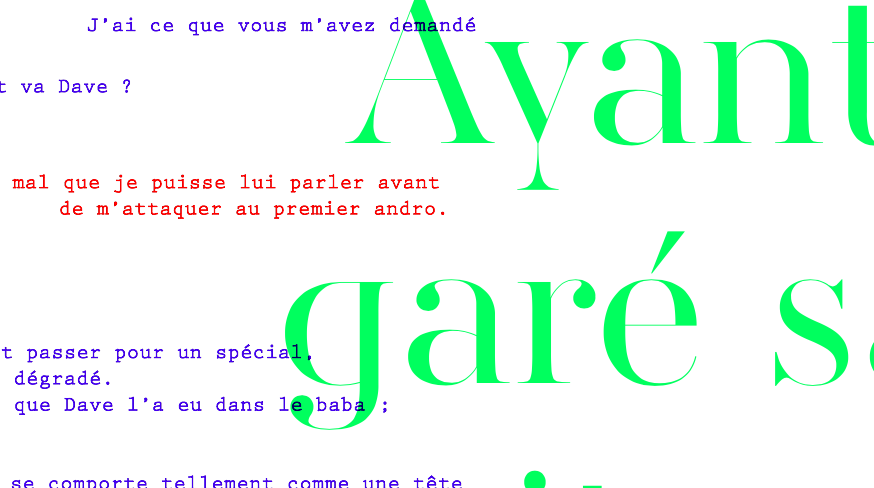 J'ai ce que vous m'avez demandé
t va Dave ?
mal que je puisse lui parler avant
de m'attaquer au premier andro.
t passer pour un spécial,
dégradé.
que Dave l'a eu dans le baba ;
se comporte tellement comme une tête
Ayant
garé s